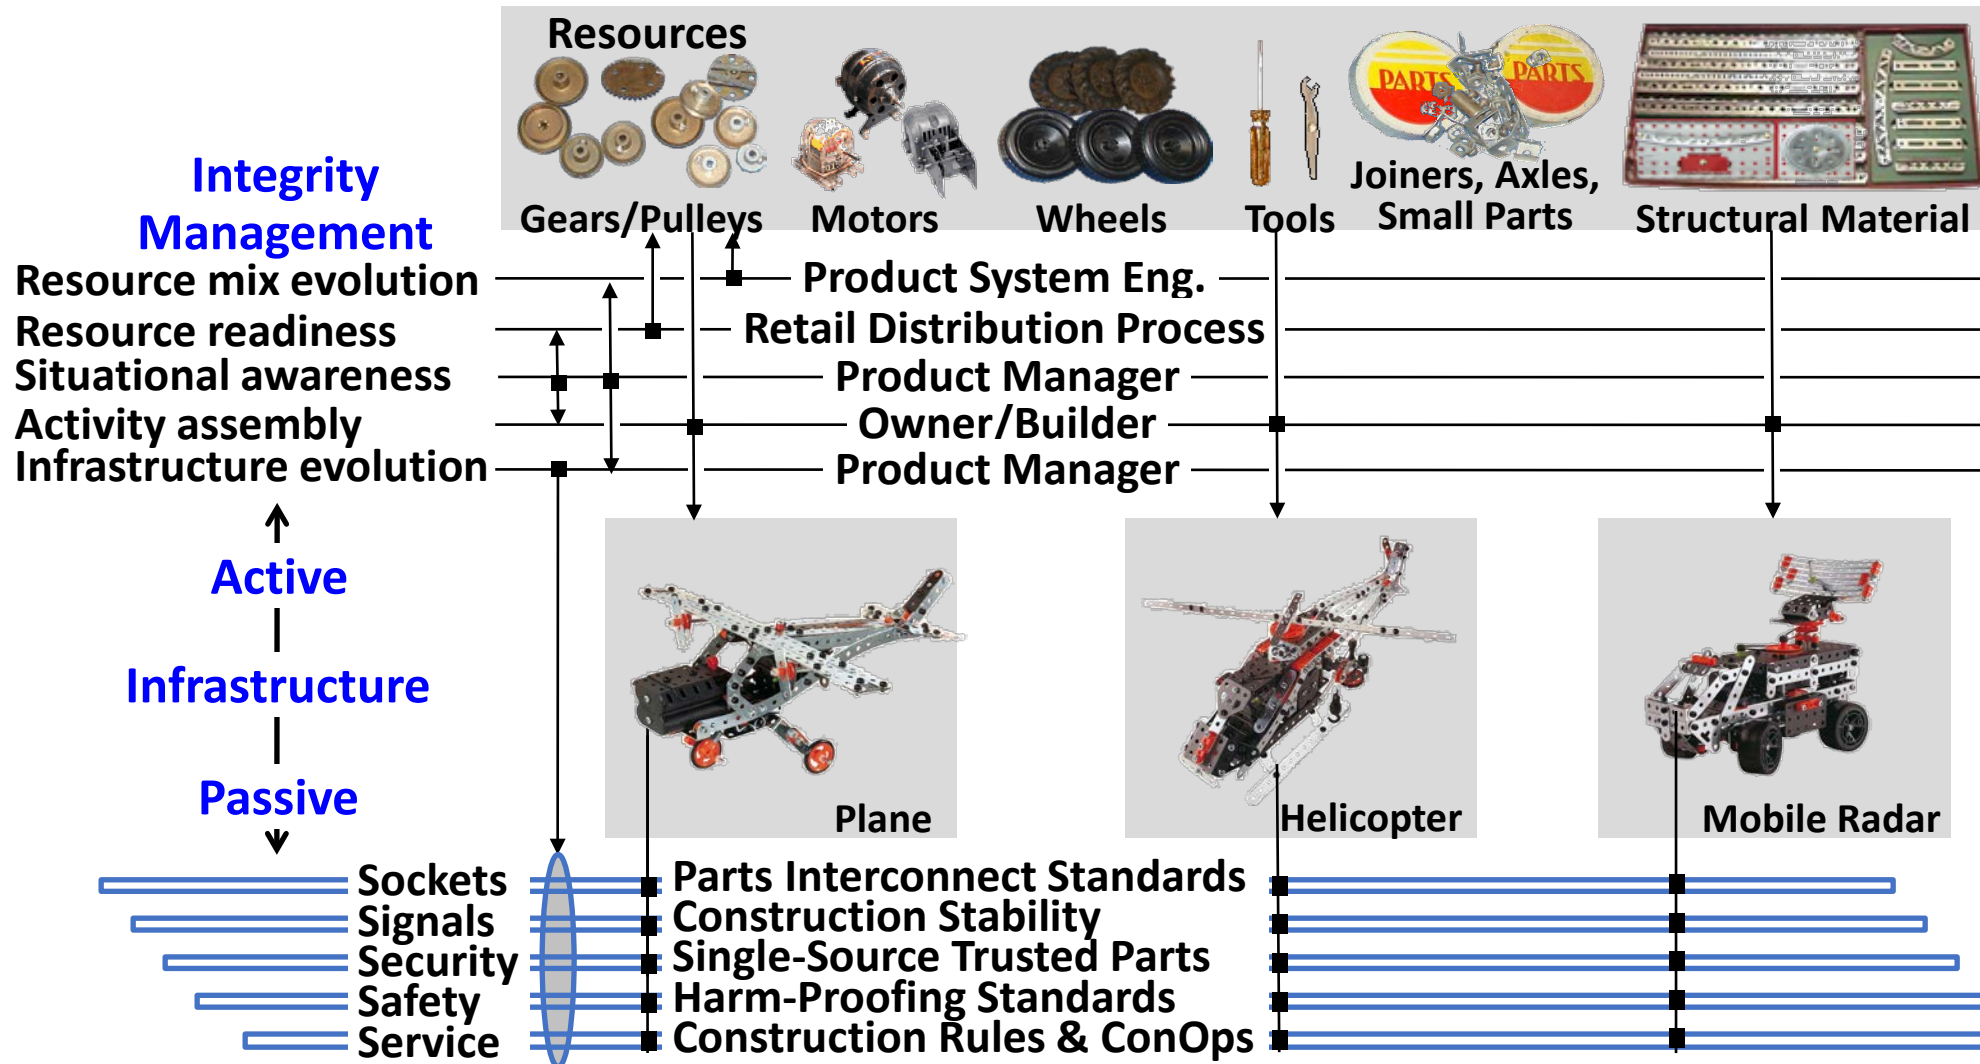 Resources
PARTS
PARTS
Gears/Pulleys
Motors
Wheels
Tools
Joiners, Axles,
Small Parts
Structural Material
Integrity
Management
Resource mix evolution
Product System Eng.
Resource readiness
Retail Distribution Process
Situational awareness
Product Manager
Activity assembly
Owner/Builder
Infrastructure evolution
Product Manager
Active
Infrastructure
Passive
Plane
Helicopter
Mobile Radar
Sockets
Parts Interconnect Standards
Signals
Construction Stability
Security
Single-Source Trusted Parts
Safety
Harm-Proofing Standards
Service
Construction Rules & ConOps